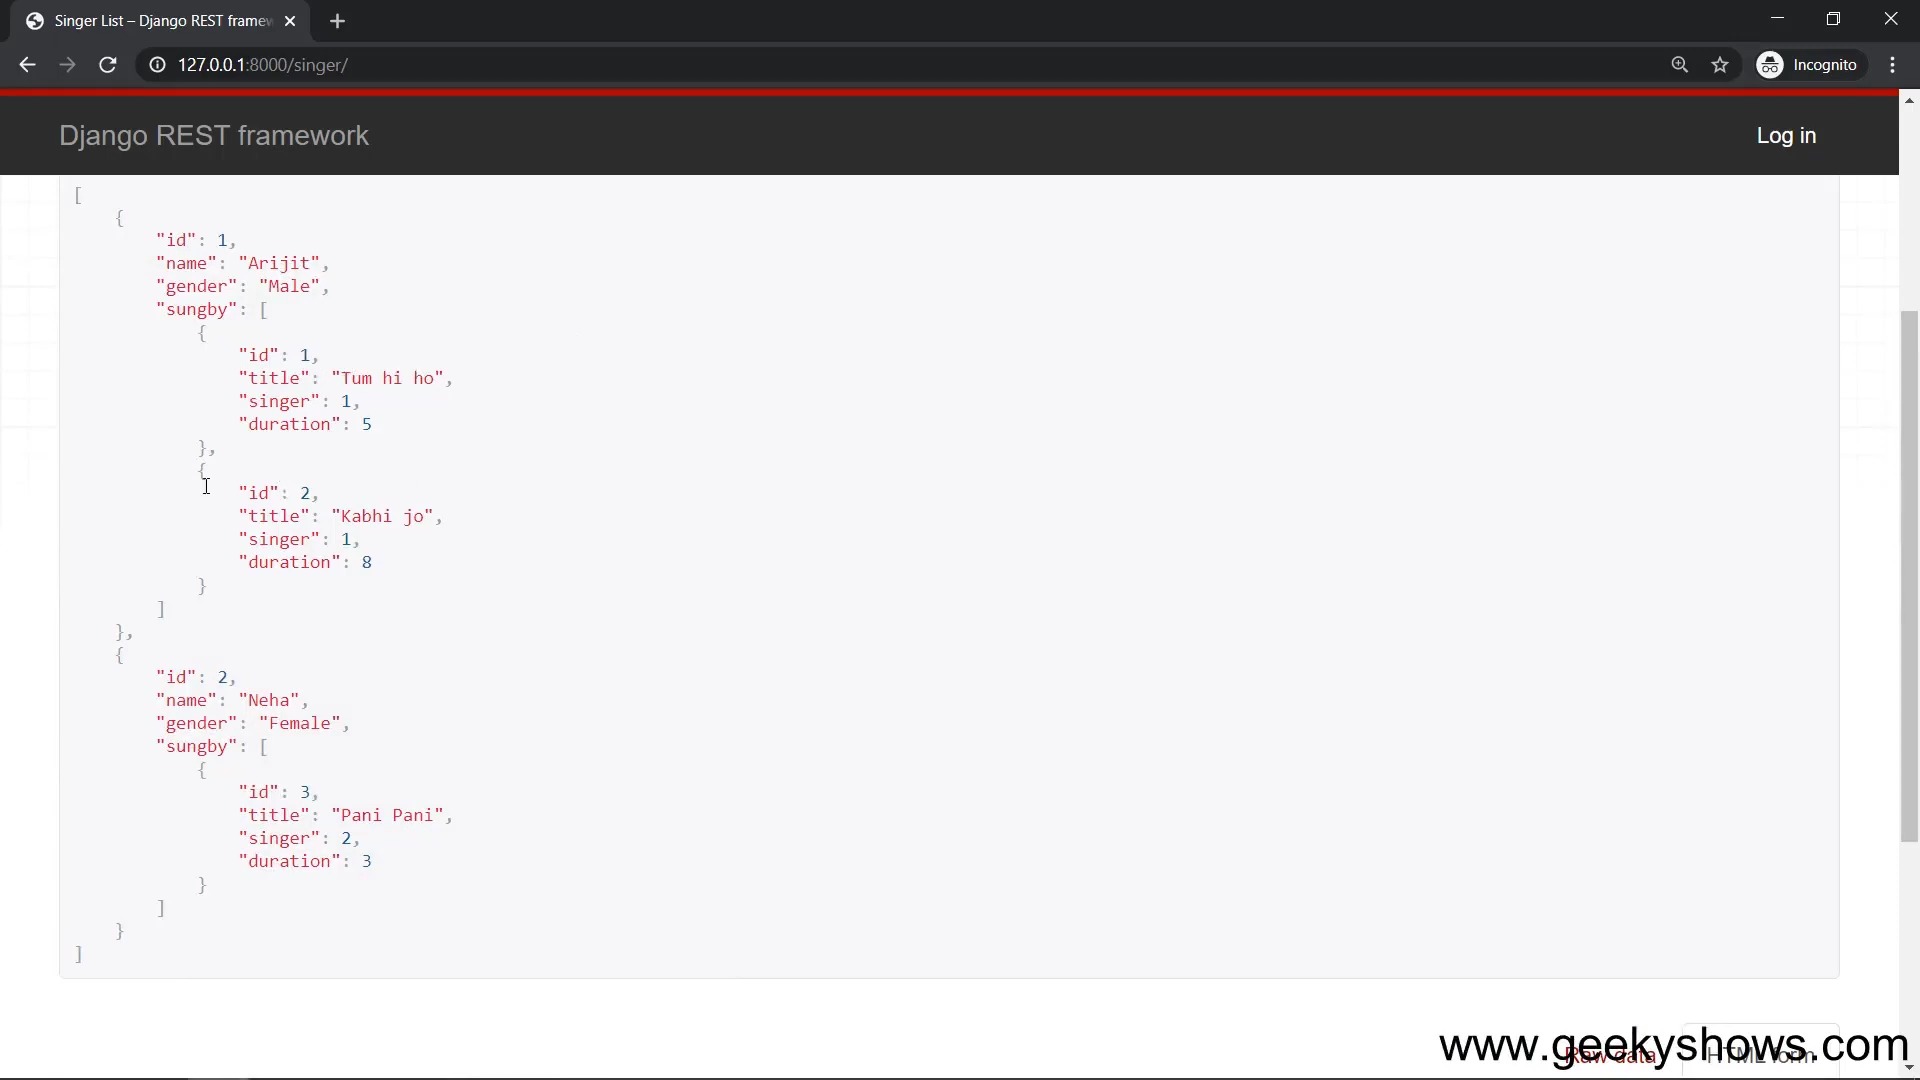 Singer List – Django REST framew
127.0.0.1:8000/singer/
Incognito
Django REST framework
Log in
[
{
"id": 1,
"name": "Arijit",
"gender": "Male",
"sungby": [
{
"id": 1,
"title": "Tum hi ho",
"singer": 1,
"duration": 5
},
{
"id": 2,
"title": "Kabhi jo",
"singer": 1,
"duration": 8
}
]
},
{
"id": 2,
"name": "Neha",
"gender": "Female",
"sungby": [
{
"id": 3,
"title": "Pani Pani",
"singer": 2,
"duration": 3
}
]
}
]
Raw data
HTML form
www.geekyshows.com